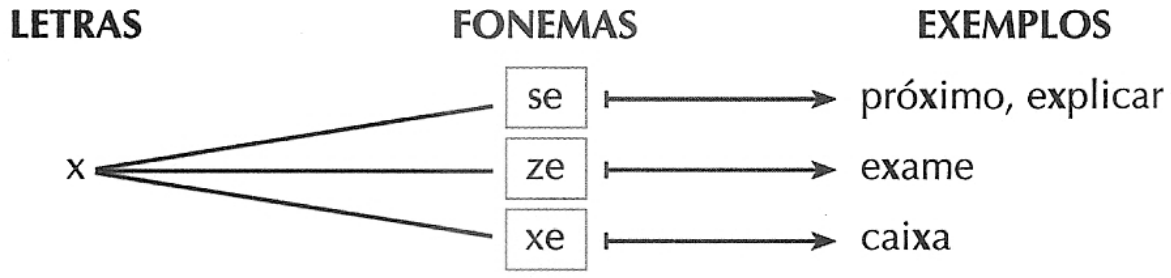 LETRAS FONEMAS EXEMPLOS
se próximo, explicar
x ze exame
xe caixa